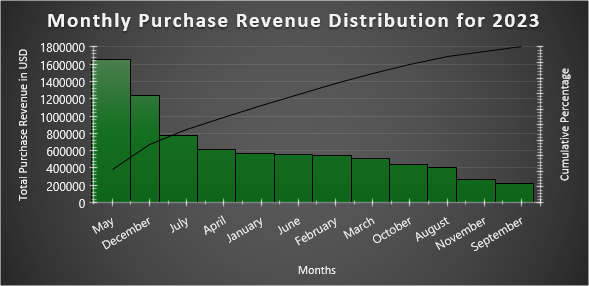 Monthly Purchase Revenue Distribution for 2023
Total Purchase Revenue in USD
1800000
1600000
1400000
1200000
1000000
800000
600000
400000
200000
0
May
December
July
April
January
June
February
March
October
August
November
September
Cumulative Percentage
Months